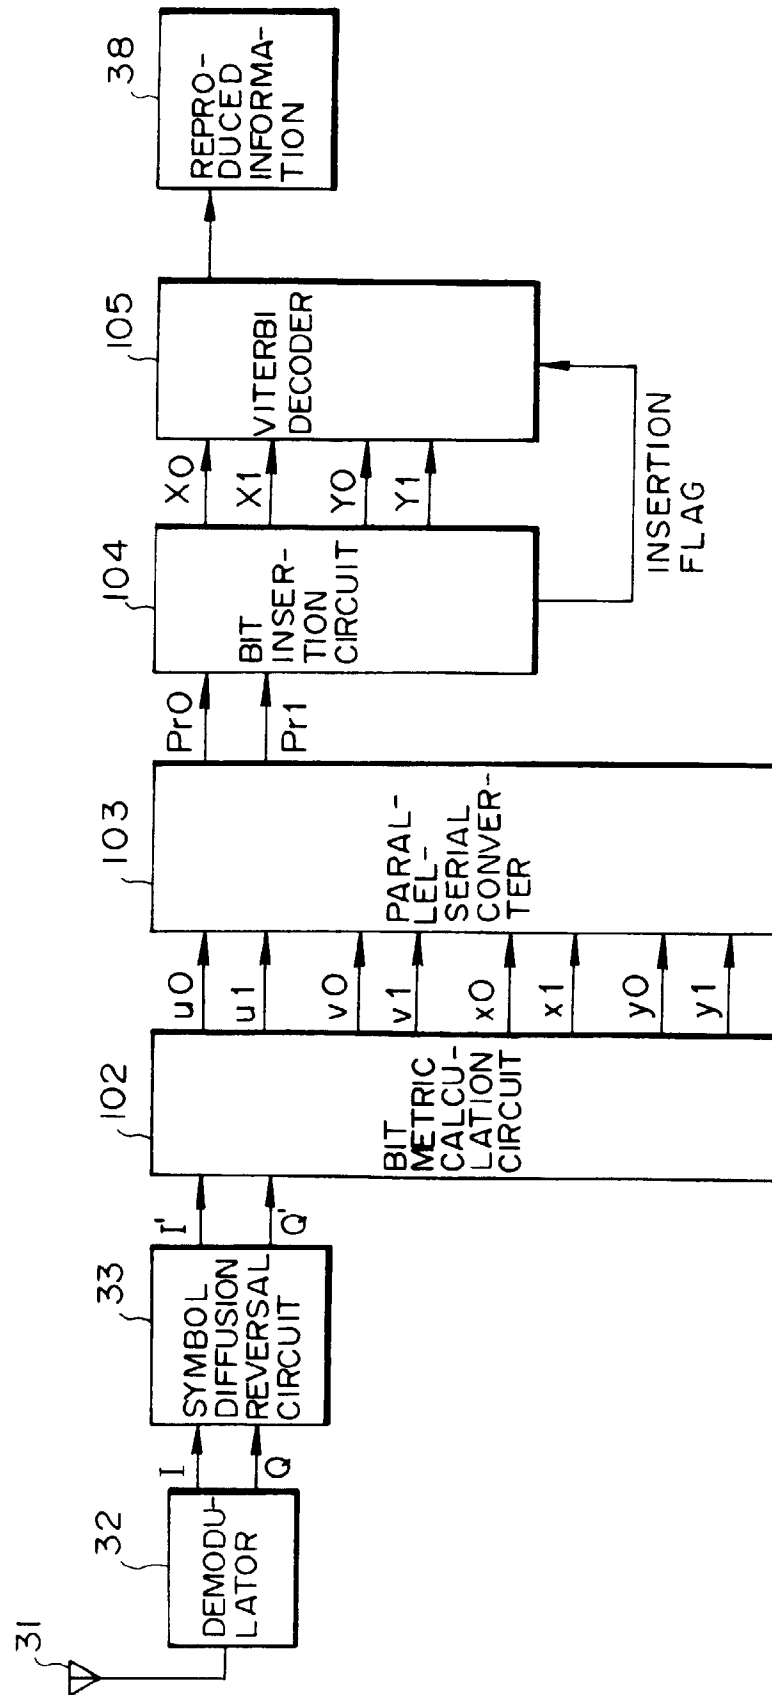 31
32
DEMODU-
LATOR
I
Q
33
SYMBOL
DIFFUSION
REVERSAL
CIRCUIT
I'
Q'
102
BIT
METRIC
CALCU-
LATION
CIRCUIT
u0
u1
v0
v1
x0
x1
y0
y1
103
PARAL-
LEL-
SERIAL
CONVER-
TER
Pr0
Pr1
104
BIT
INSER-
TION
CIRCUIT
X0
X1
Y0
Y1
INSERTION
FLAG
105
VITERBI
DECODER
38
REPRO-
DUCED
INFORMA-
TION